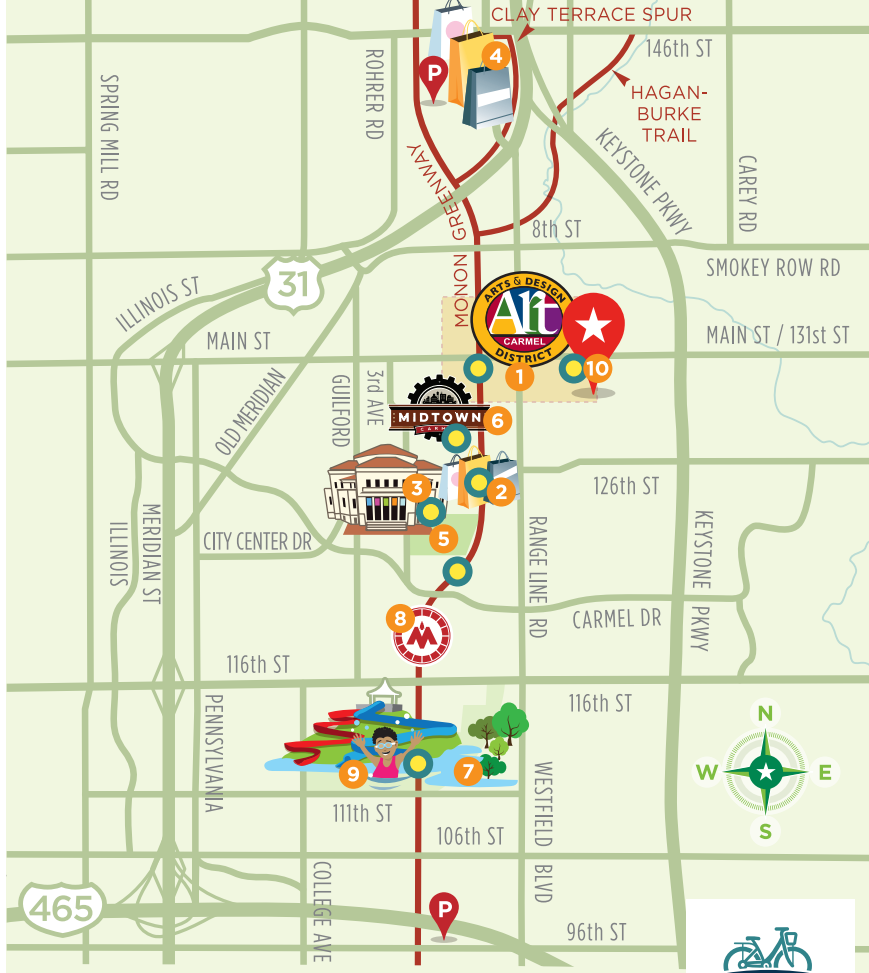 CLAY TERRACE SPUR
146th ST
4
P
HAGAN-
BURKE
TRAIL
SPRING MILL RD
ROHRER RD
MONON GREENWAY
KEYSTONE PKWY
CAREY RD
8th ST
SMOKEY ROW RD
31
ILLINOIS ST
ARTS & DESIGN
Art
CARMEL
DISTRICT
MAIN ST
MAIN ST / 131st ST
1
10
OLD MERIDIAN
GUILFORD
3rd AVE
MIDTOWN
6
126th ST
3
2
5
CITY CENTER DR
ILLINOIS
MERIDIAN ST
RANGE LINE RD
KEYSTONE PKWY
CARMEL DR
8
M
116th ST
116th ST
N
W
E
S
PENNSYLVANIA
9
7
WESTFIELD BLVD
111th ST
106th ST
COLLEGE AVE
465
P
96th ST